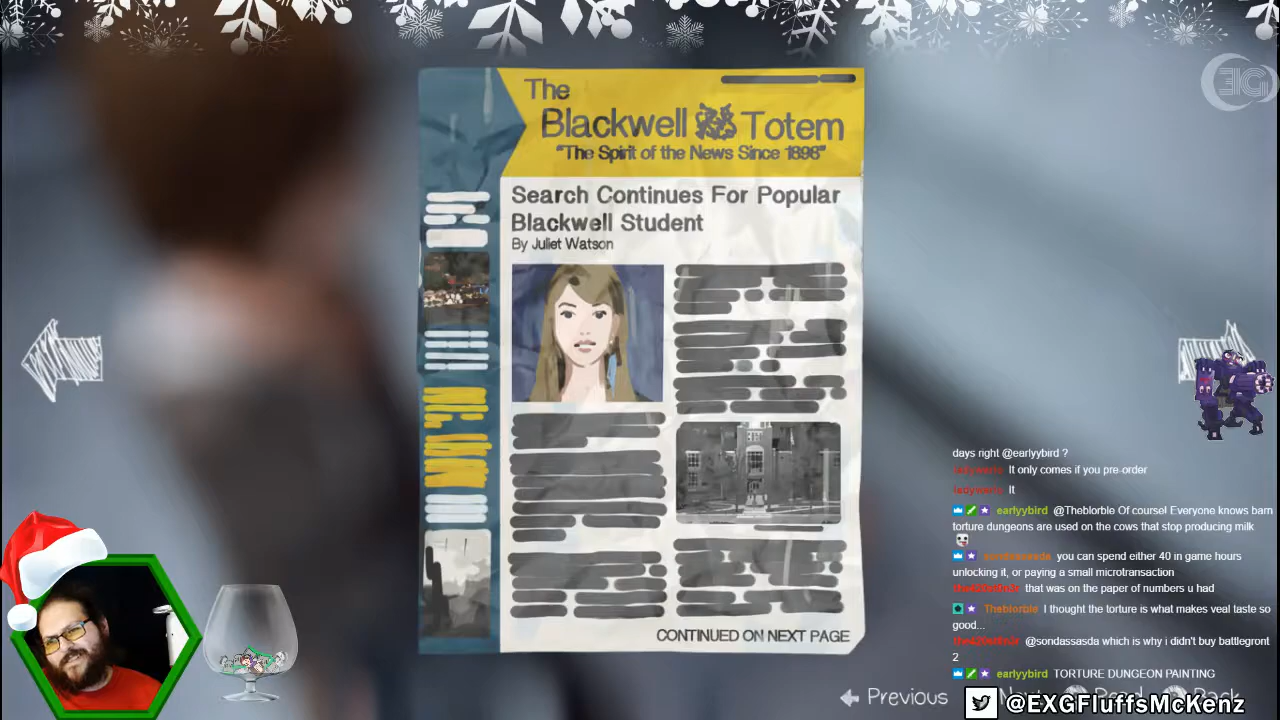 The
Blackwell Totem
"The Spirit of the News Since 1898"
Search Continues For Popular
Blackwell Student
By Juliet Watson
CONTINUED ON NEXT PAGE
days right @earlyybird ?
It only comes if you pre-order
It
earlyybird @Theblorble Of course! Everyone knows barn
torture dungeons are used on the cows that stop producing milk
sondassasda you can spend either 40 in game hours
unlocking it, or paying a small microtransaction
that was on the paper of numbers u had
Theblorble I thought the torture is what makes veal taste so
good...
@sondassasda which is why i didn't buy battlegront
2
earlyybird TORTURE DUNGEON PAINTING
Previous
@EXGFluffsMcKenz